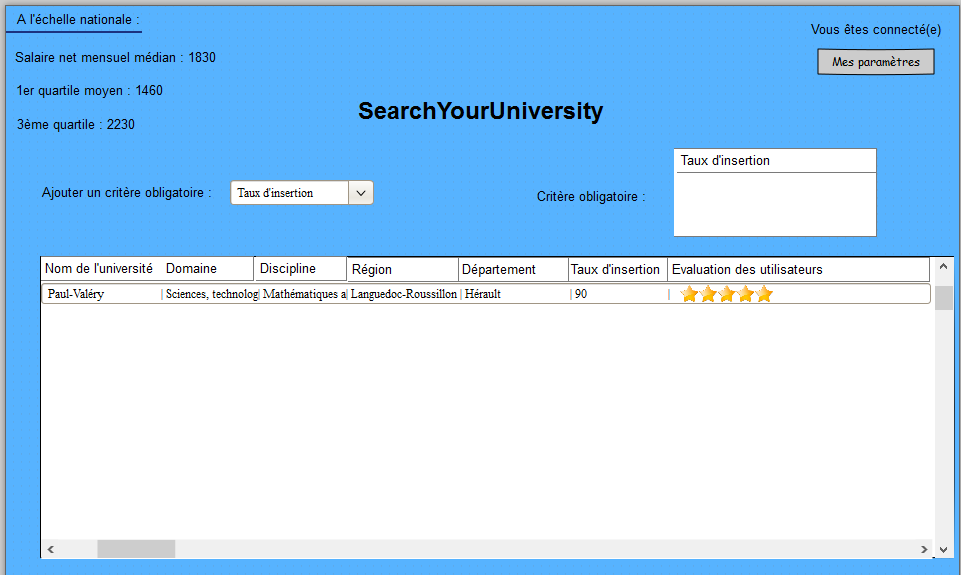 A l'échelle nationale :
Vous êtes connecté(e)
Salaire net mensuel médian : 1830
Mes paramètres
1er quartile moyen : 1460
SearchYourUniversity
3ème quartile : 2230
Taux d'insertion
Ajouter un critère obligatoire : Taux d'insertion
Critère obligatoire :
Nom de l'université Domaine Discipline Région Département Taux d'insertion Evaluation des utilisateurs
Paul-Valéry Sciences, technolog Mathématiques a Languedoc-Roussillon Hérault 90